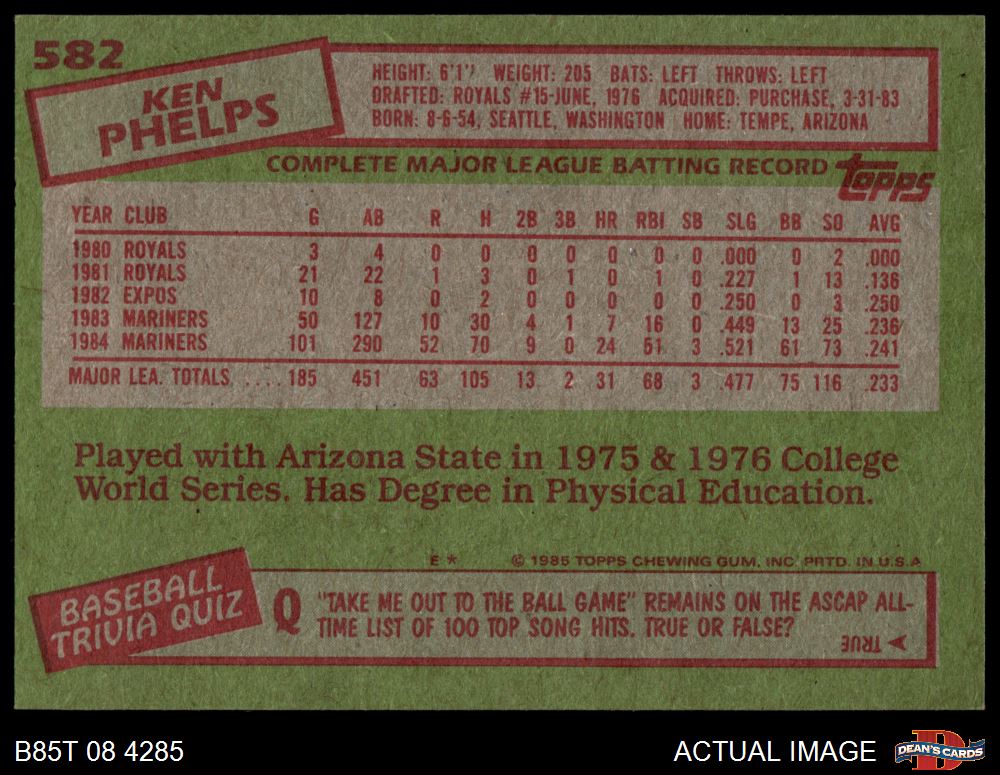 582
KEN
PHELPS
HEIGHT: 6'1" WEIGHT: 205 BATS: LEFT THROWS: LEFT
DRAFTED: ROYALS #15-JUNE, 1976 ACQUIRED: PURCHASE, 3-31-83
BORN: 8-6-54, SEATTLE, WASHINGTON HOME: TEMPE, ARIZONA
COMPLETE MAJOR LEAGUE BATTING RECORD topps
YEAR CLUB G AB R H 2B 3B HR RBI SB SLG BB SO AVG
1980 ROYALS 3 4 0 0 0 0 0 0 0 .000 0 2 .000
1981 ROYALS 21 22 1 3 0 1 0 1 0 .227 1 13 .136
1982 EXPOS 10 8 0 2 0 0 0 0 0 .250 0 3 .250
1983 MARINERS 50 127 10 30 4 1 7 16 0 .449 13 25 .236
1984 MARINERS 101 290 52 70 9 0 24 51 3 .521 61 73 .241
MAJOR LEA. TOTALS .... 185 451 63 105 13 2 31 68 3 .477 75 116 .233
Played with Arizona State in 1975 & 1976 College
World Series. Has Degree in Physical Education.
E * © 1985 TOPPS CHEWING GUM, INC. PRTD. IN U.S.A
BASEBALL
TRIVIA QUIZ
Q "TAKE ME OUT TO THE BALL GAME" REMAINS ON THE ASCAP ALL-
TIME LIST OF 100 TOP SONG HITS. TRUE OR FALSE?
TRUE
B85T 08 4285
ACTUAL IMAGE
DEAN'S CARDS